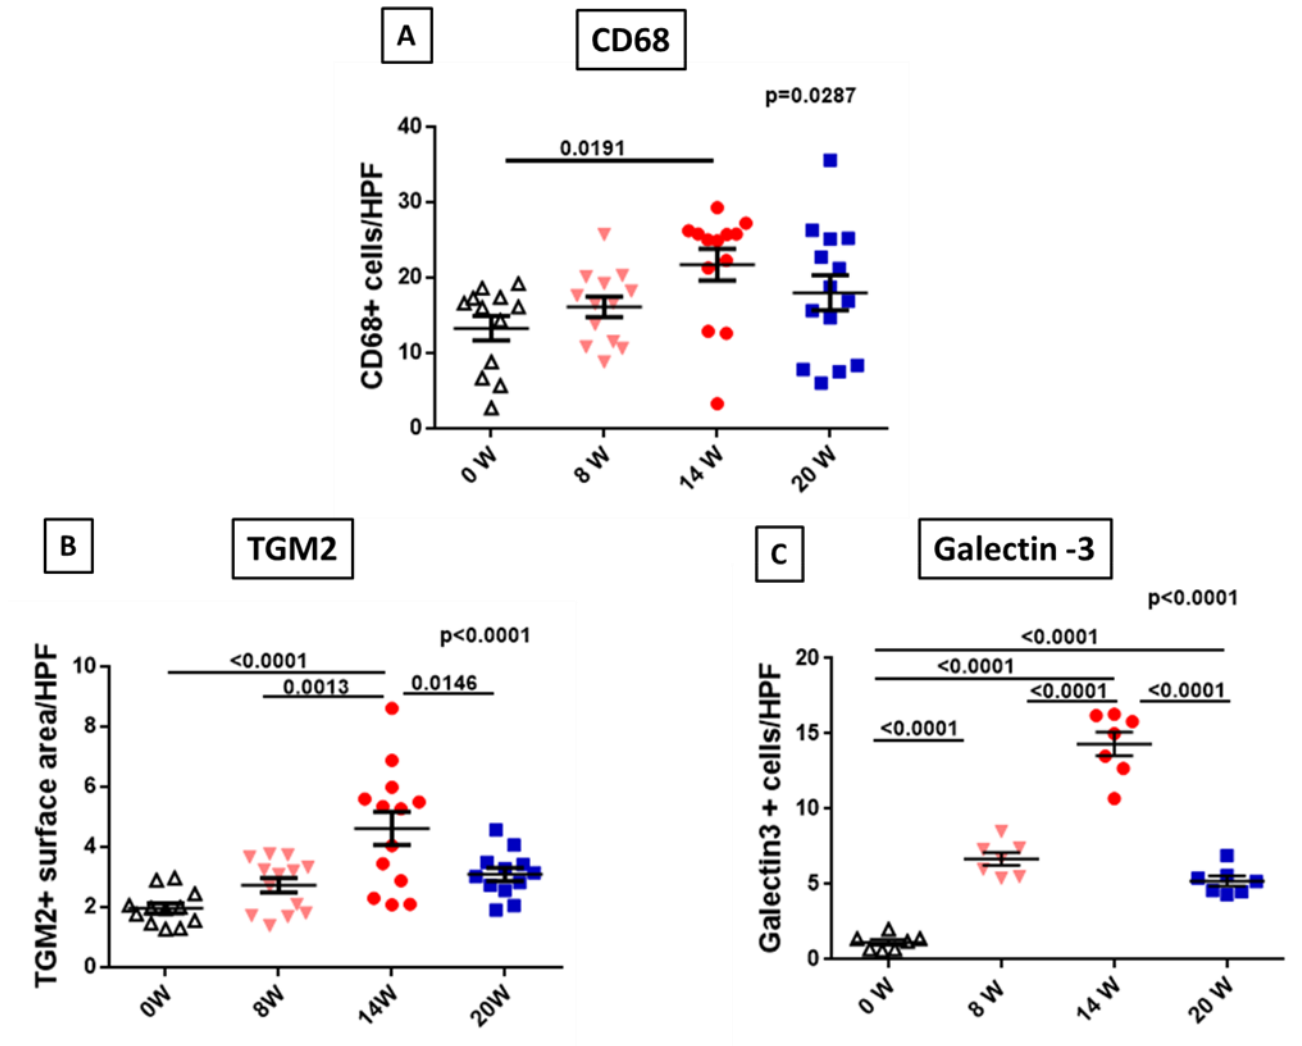 A
CD68
p=0.0287
0.0191
CD68+ cells/HPF
40
30
20
10
0
0 W
8 W
14 W
20 W
B
TGM2
p<0.0001
<0.0001
0.0013
0.0146
TGM2+ surface area/HPF
10
8
6
4
2
0
0W
8W
14W
20W
C
Galectin -3
p<0.0001
<0.0001
<0.0001
<0.0001
<0.0001
<0.0001
Galectin3 + cells/HPF
20
15
10
5
0
0 W
8 W
14 W
20 W